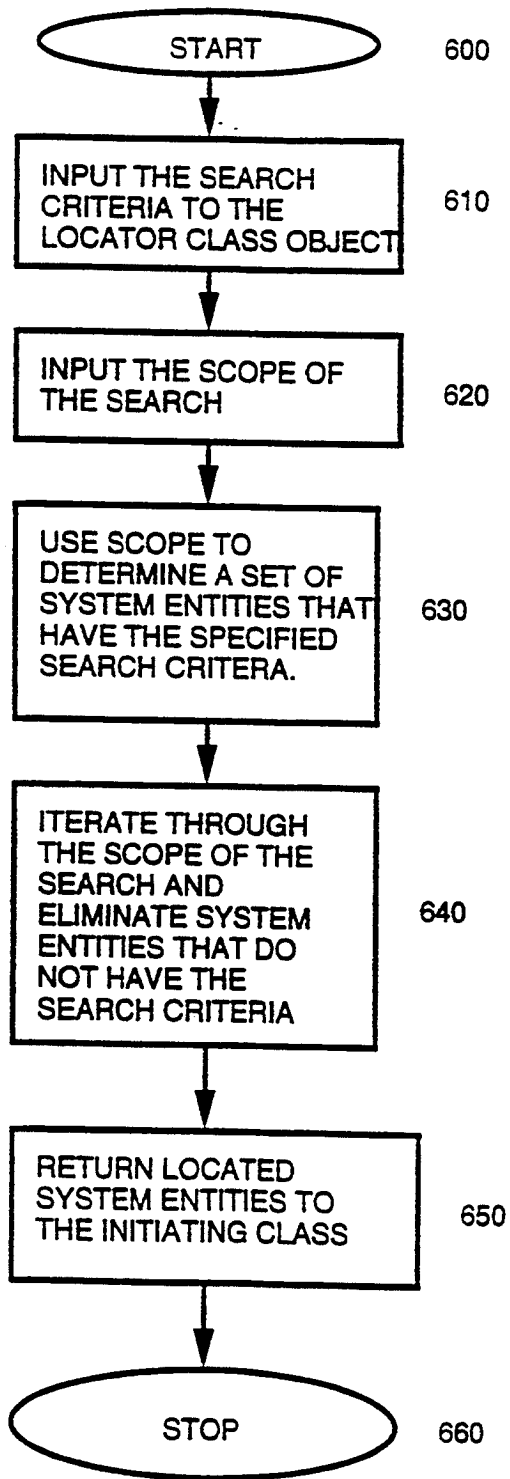 START
600
INPUT THE SEARCH
CRITERIA TO THE
LOCATOR CLASS OBJECT
610
INPUT THE SCOPE OF
THE SEARCH
620
USE SCOPE TO
DETERMINE A SET OF
SYSTEM ENTITIES THAT
HAVE THE SPECIFIED
SEARCH CRITERA.
630
ITERATE THROUGH
THE SCOPE OF THE
SEARCH AND
ELIMINATE SYSTEM
ENTITIES THAT DO
NOT HAVE THE
SEARCH CRITERIA
640
RETURN LOCATED
SYSTEM ENTITIES TO
THE INITIATING CLASS
650
STOP
660